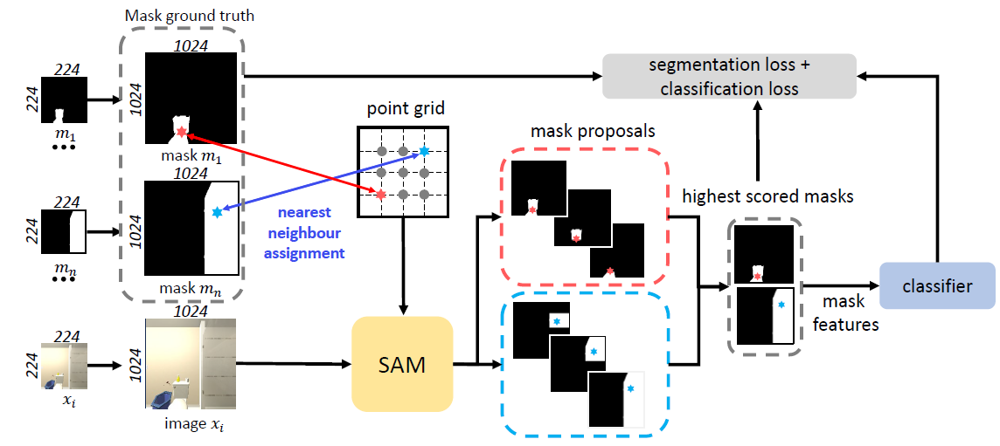 Mask ground truth
1024
224
1024
224
m₁
•••
mask m₁
point grid
segmentation loss +
classification loss
mask proposals
1024
224
1024
224
mₙ
•••
mask mₙ
nearest
neighbour
assignment
highest scored masks
1024
224
1024
224
xᵢ
image xᵢ
SAM
mask
features
classifier